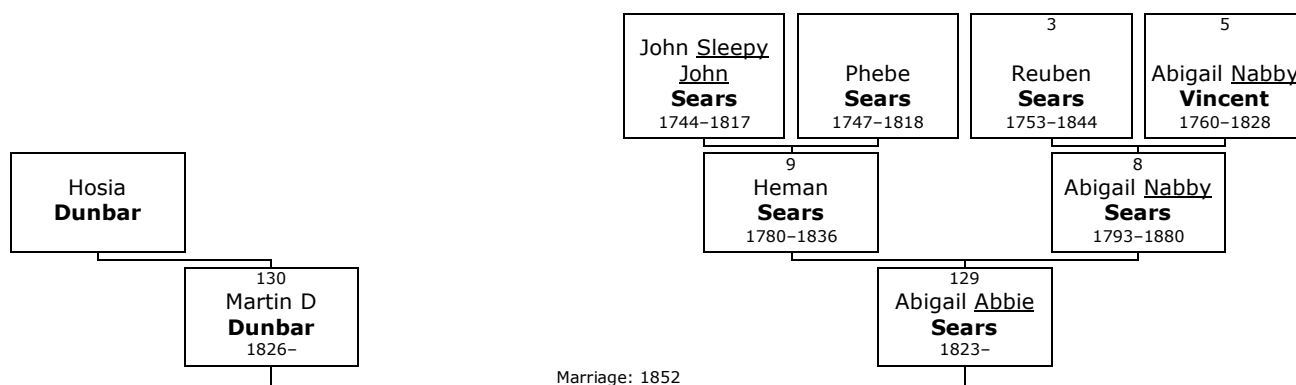 John Sleepy
John
Sears
1744–1817
Phebe
Sears
1747–1818
3
Reuben
Sears
1753–1844
5
Abigail Nabby
Vincent
1760–1828
Hosia
Dunbar
9
Heman
Sears
1780–1836
8
Abigail Nabby
Sears
1793–1880
130
Martin D
Dunbar
1826–
129
Abigail Abbie
Sears
1823–
Marriage: 1852